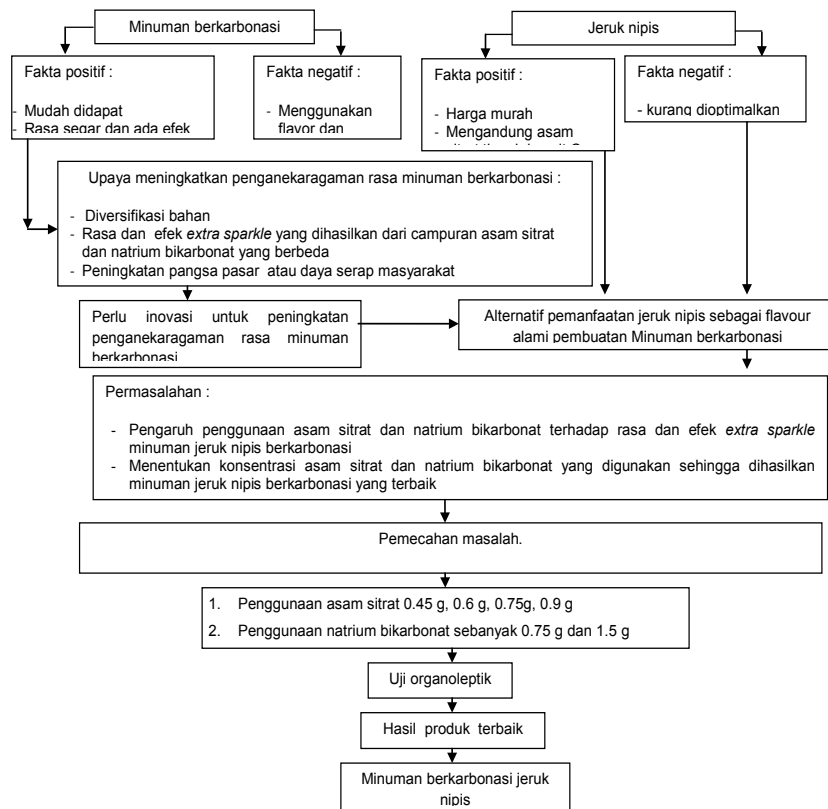 Minuman berkarbonasi
Jeruk nipis
Fakta positif :
- Mudah didapat
- Rasa segar dan ada efek
Fakta negatif :
- Menggunakan
flavor dan
Fakta positif :
- Harga murah
- Mengandung asam
Fakta negatif :
- kurang dioptimalkan
Upaya meningkatkan penganekaragaman rasa minuman berkarbonasi :
- Diversifikasi bahan
- Rasa dan efek extra sparkle yang dihasilkan dari campuran asam sitrat
dan natrium bikarbonat yang berbeda
- Peningkatan pangsa pasar atau daya serap masyarakat
Perlu inovasi untuk peningkatan
penganekaragaman rasa minuman
berkarbonasi
Alternatif pemanfaatan jeruk nipis sebagai flavour
alami pembuatan Minuman berkarbonasi
Permasalahan :
- Pengaruh penggunaan asam sitrat dan natrium bikarbonat terhadap rasa dan efek extra sparkle
minuman jeruk nipis berkarbonasi
- Menentukan konsentrasi asam sitrat dan natrium bikarbonat yang digunakan sehingga dihasilkan
minuman jeruk nipis berkarbonasi yang terbaik
Pemecahan masalah.
1. Penggunaan asam sitrat 0.45 g, 0.6 g, 0.75g, 0.9 g
2. Penggunaan natrium bikarbonat sebanyak 0.75 g dan 1.5 g
Uji organoleptik
Hasil produk terbaik
Minuman berkarbonasi jeruk
nipis